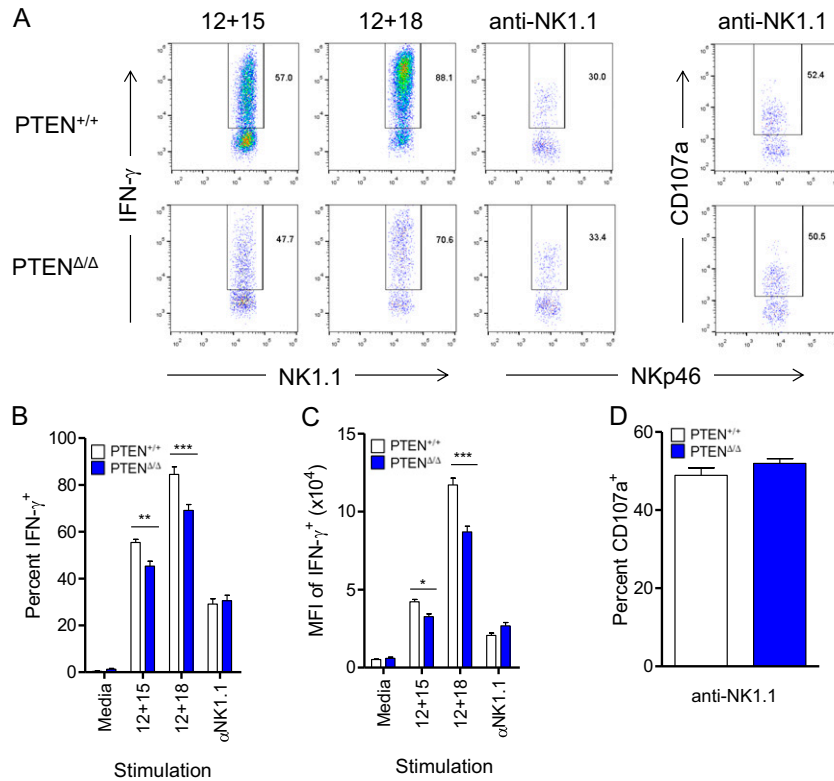 A
12+15
12+18
anti-NK1.1
anti-NK1.1
PTEN+/+
57.0
88.1
30.0
52.4
IFN-γ
CD107a
PTENΔ/Δ
47.7
70.6
33.4
50.5
NK1.1
NKp46
B
PTEN+/+
PTENΔ/Δ
Percent IFN-γ+
100
80
60
40
20
0
**
***
Media
12+15
12+18
αNK1.1
Stimulation
C
PTEN+/+
PTENΔ/Δ
MFI of IFN-γ+ (x10⁴)
15
10
5
0
*
***
Media
12+15
12+18
αNK1.1
Stimulation
D
PTEN+/+
PTENΔ/Δ
Percent CD107a+
60
40
20
0
anti-NK1.1